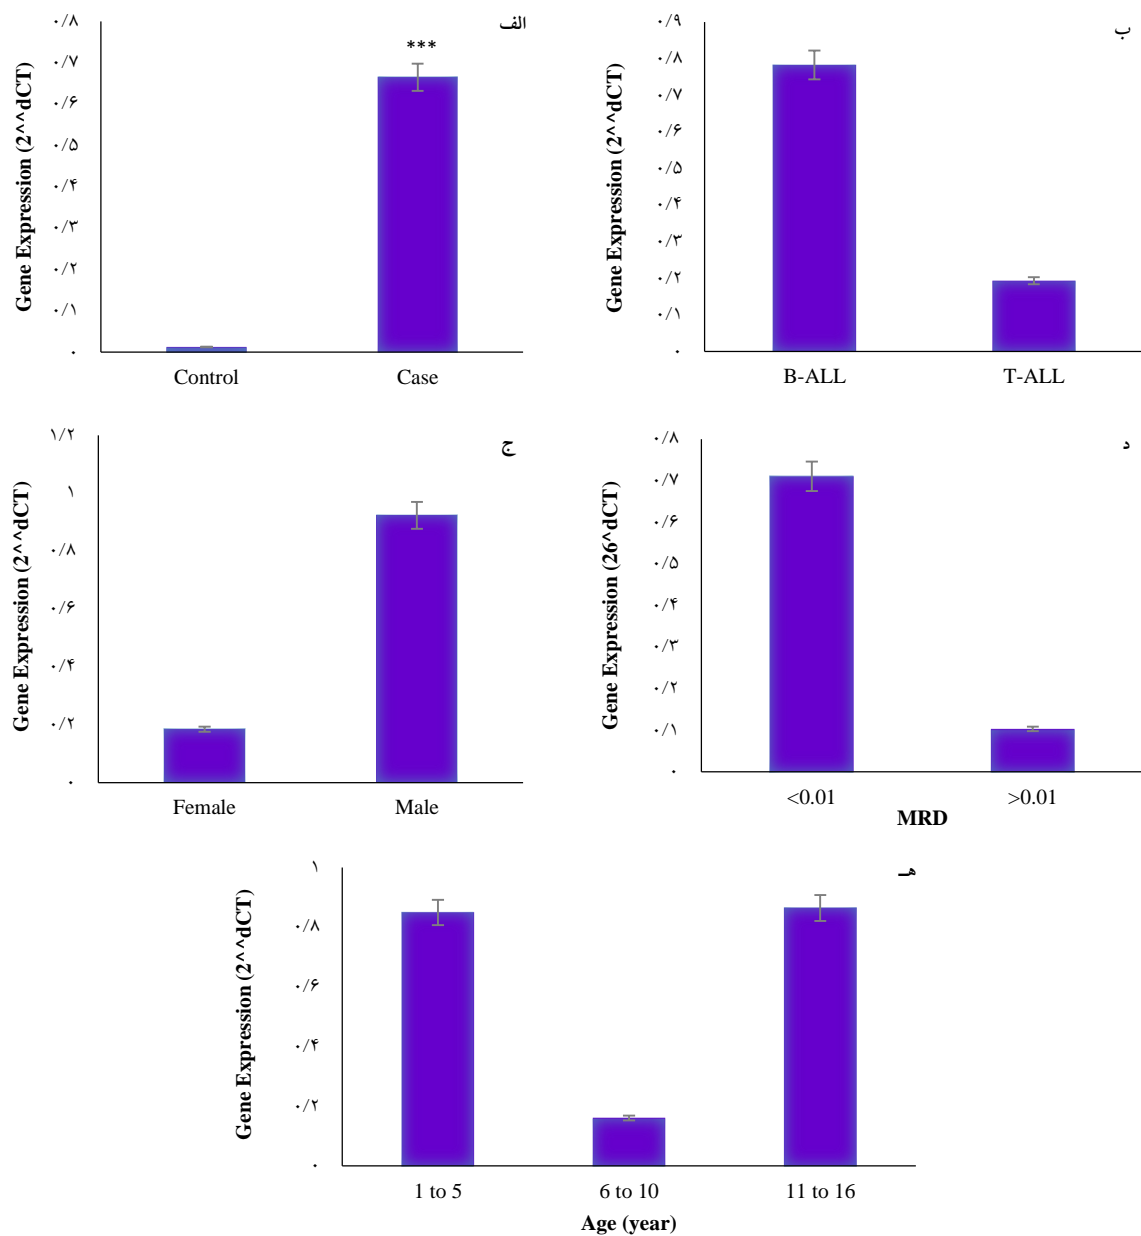 الف
Gene Expression (2^^dCT)
۰/۸
۰/۷
۰/۶
۰/۵
۰/۴
۰/۳
۰/۲
۰/۱
۰
***
Control
Case
ب
Gene Expression (2^^dCT)
۰/۹
۰/۸
۰/۷
۰/۶
۰/۵
۰/۴
۰/۳
۰/۲
۰/۱
۰
B-ALL
T-ALL
ج
Gene Expression (2^^dCT)
۱/۲
۱
۰/۸
۰/۶
۰/۴
۰/۲
۰
Female
Male
د
Gene Expression (26^dCT)
۰/۸
۰/۷
۰/۶
۰/۵
۰/۴
۰/۳
۰/۲
۰/۱
۰
<0.01
>0.01
MRD
هـ
Gene Expression (2^^dCT)
۱
۰/۸
۰/۶
۰/۴
۰/۲
۰
1 to 5
6 to 10
11 to 16
Age (year)